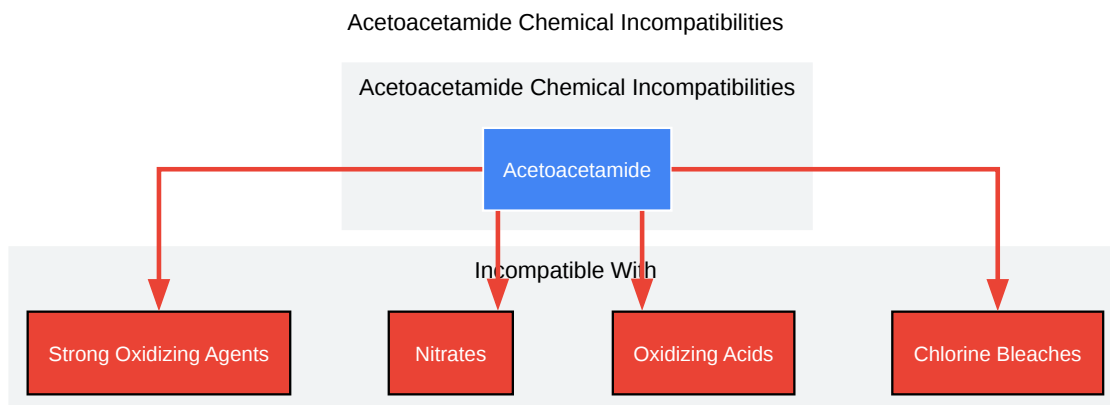 Acetoacetamide Chemical Incompatibilities
Acetoacetamide Chemical Incompatibilities
Acetoacetamide
Incompatible With
Strong Oxidizing Agents
Nitrates
Oxidizing Acids
Chlorine Bleaches